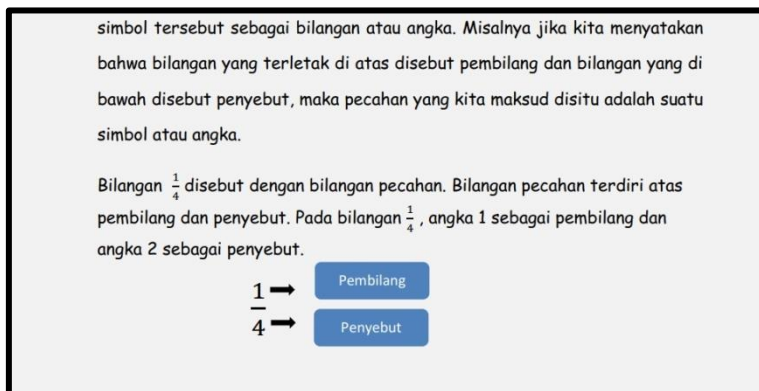 simbol tersebut sebagai bilangan atau angka. Misalnya jika kita menyatakan
bahwa bilangan yang terletak di atas disebut pembilang dan bilangan yang di
bawah disebut penyebut, maka pecahan yang kita maksud disitu adalah suatu
simbol atau angka.
Bilangan 1/4 disebut dengan bilangan pecahan. Bilangan pecahan terdiri atas
pembilang dan penyebut. Pada bilangan 1/4 , angka 1 sebagai pembilang dan
angka 2 sebagai penyebut.
1 → Pembilang
4 → Penyebut